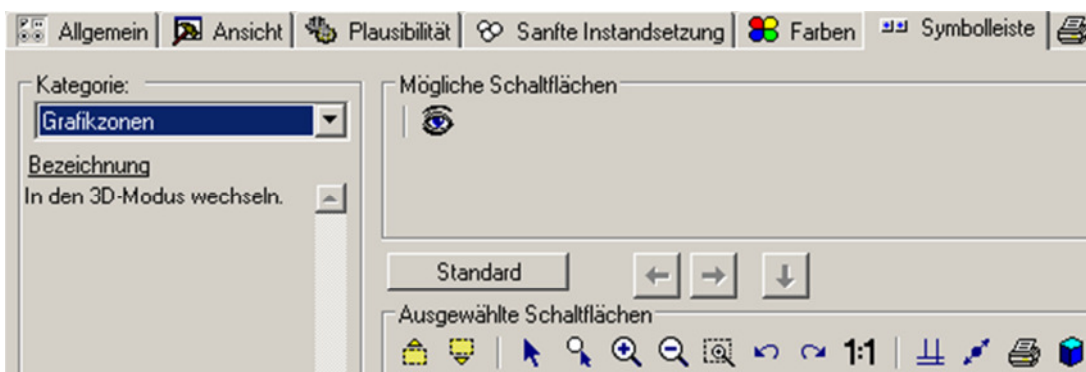 Allgemein Ansicht Plausibilität Sanfte Instandsetzung Farben Symbolleiste
Kategorie:
Grafikzonen
Bezeichnung
In den 3D-Modus wechseln.
Mögliche Schaltflächen
Standard
Ausgewählte Schaltflächen
1:1